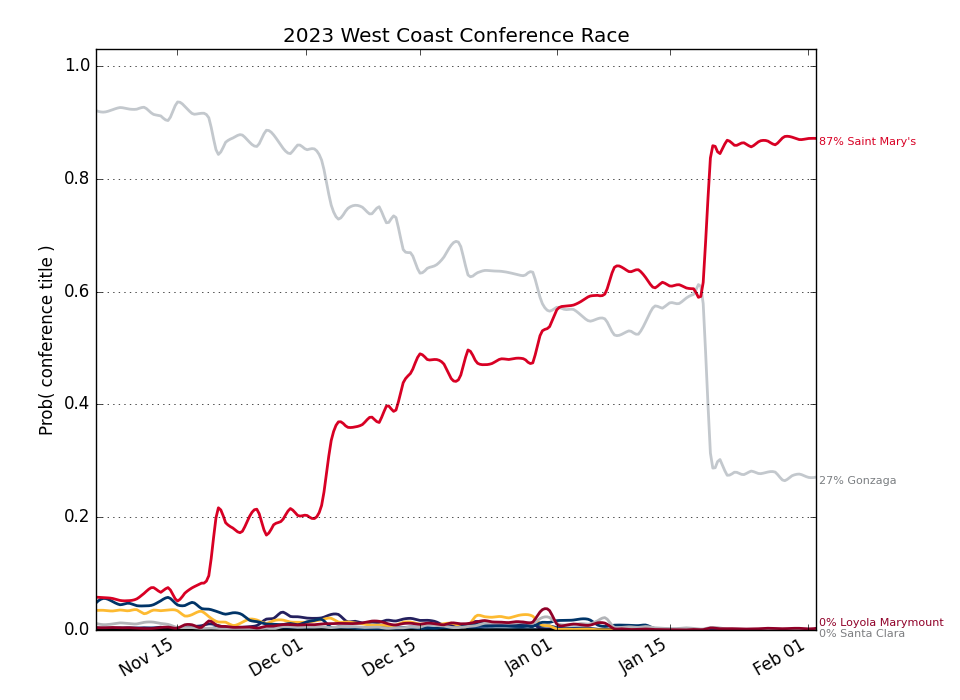 2023 West Coast Conference Race
Prob( conference title )
1.0
0.8
0.6
0.4
0.2
0.0
87% Saint Mary's
27% Gonzaga
0% Loyola Marymount
0% Santa Clara
Nov 15
Dec 01
Dec 15
Jan 01
Jan 15
Feb 01